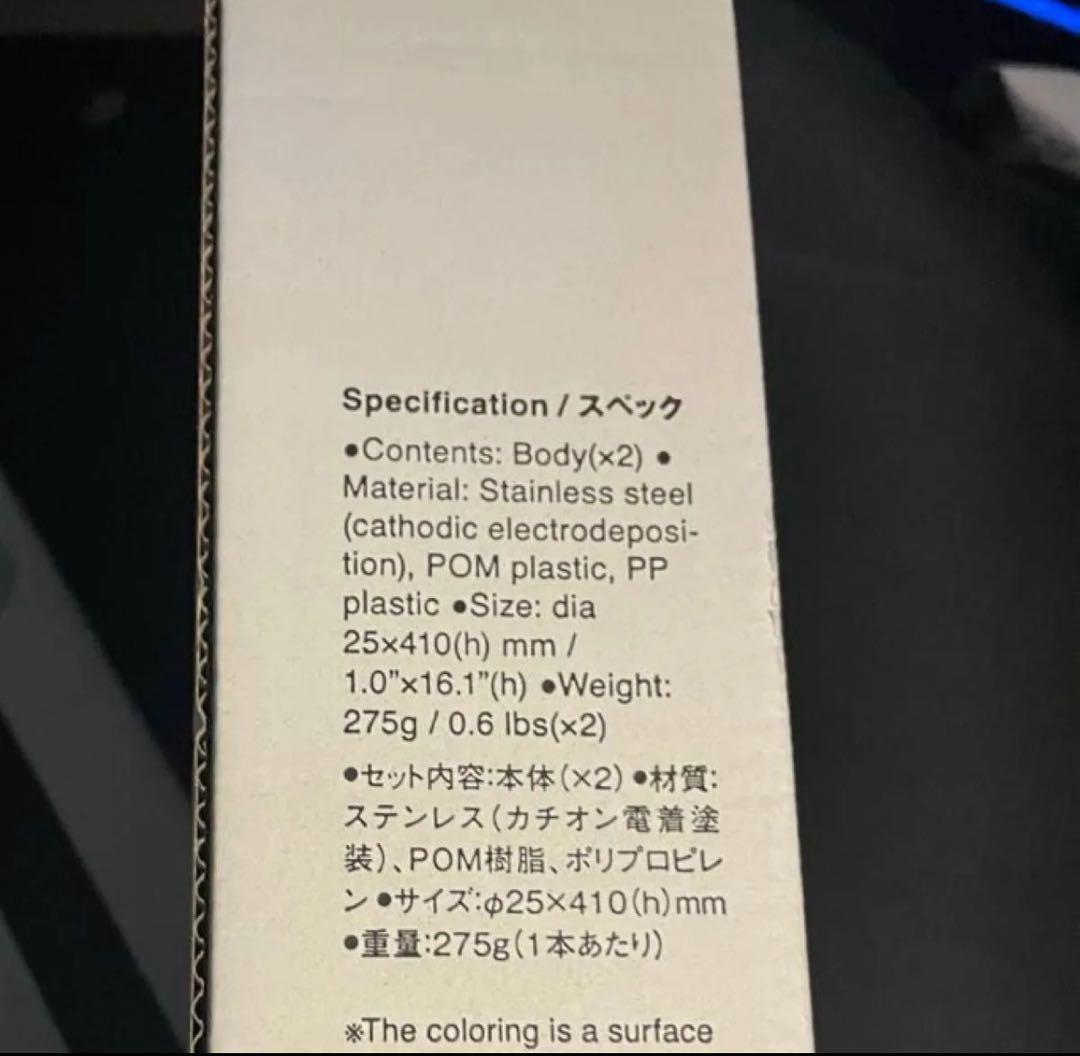 Specification / スペック
●Contents: Body(×2) ●
Material: Stainless steel
(cathodic electrodeposi-
tion), POM plastic, PP
plastic ●Size: dia
25×410(h) mm /
1.0”×16.1”(h) ●Weight:
275g / 0.6 lbs(×2)
●セット内容:本体(×2) ●材質:
ステンレス(カチオン電着塗
装)、POM樹脂、ポリプロピレ
ン ●サイズ:φ25×410(h)mm
●重量:275g(1本あたり)
※The coloring is a surface